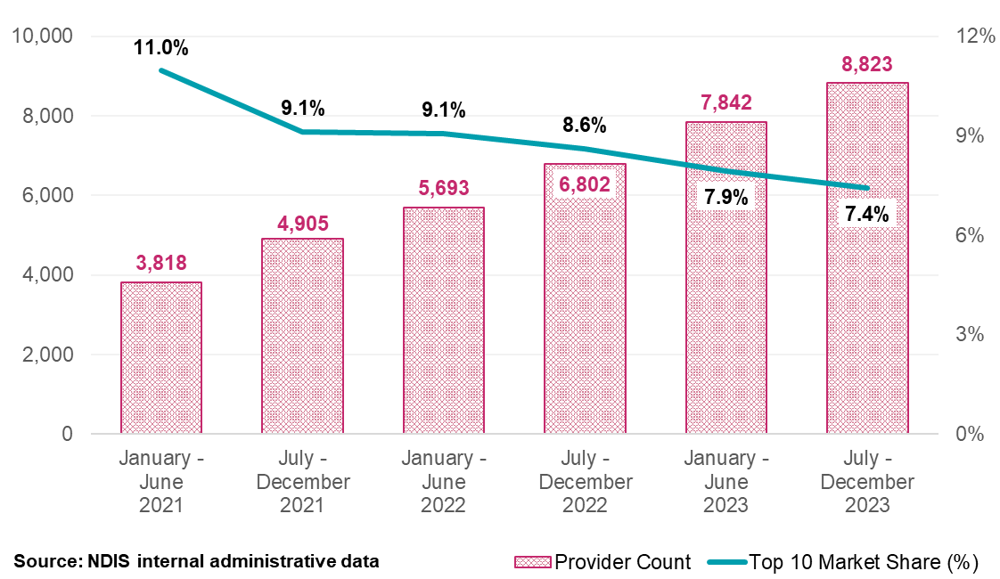 10,000
8,000
6,000
4,000
2,000
0
12%
9%
6%
3%
0%
11.0%
9.1%
9.1%
8.6%
7.9%
7.4%
3,818
4,905
5,693
6,802
7,842
8,823
January -
June
2021
July -
December
2021
January -
June
2022
July -
December
2022
January -
June
2023
July -
December
2023
Source: NDIS internal administrative data
Provider Count
Top 10 Market Share (%)